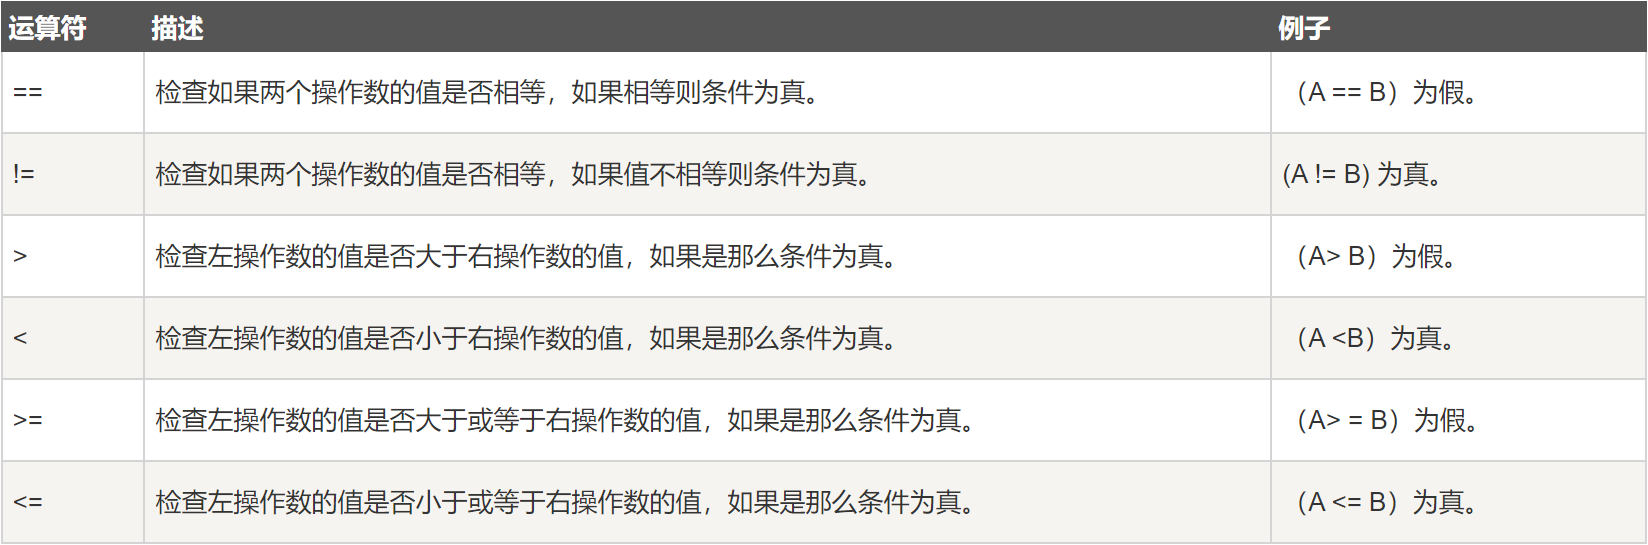 运算符 描述 例子
== 检查如果两个操作数的值是否相等，如果相等则条件为真。 （A == B）为假。
!= 检查如果两个操作数的值是否相等，如果值不相等则条件为真。 (A != B) 为真。
> 检查左操作数的值是否大于右操作数的值，如果是那么条件为真。 （A> B）为假。
< 检查左操作数的值是否小于右操作数的值，如果是那么条件为真。 （A <B）为真。
>= 检查左操作数的值是否大于或等于右操作数的值，如果是那么条件为真。 （A> = B）为假。
<= 检查左操作数的值是否小于或等于右操作数的值，如果是那么条件为真。 （A <= B）为真。